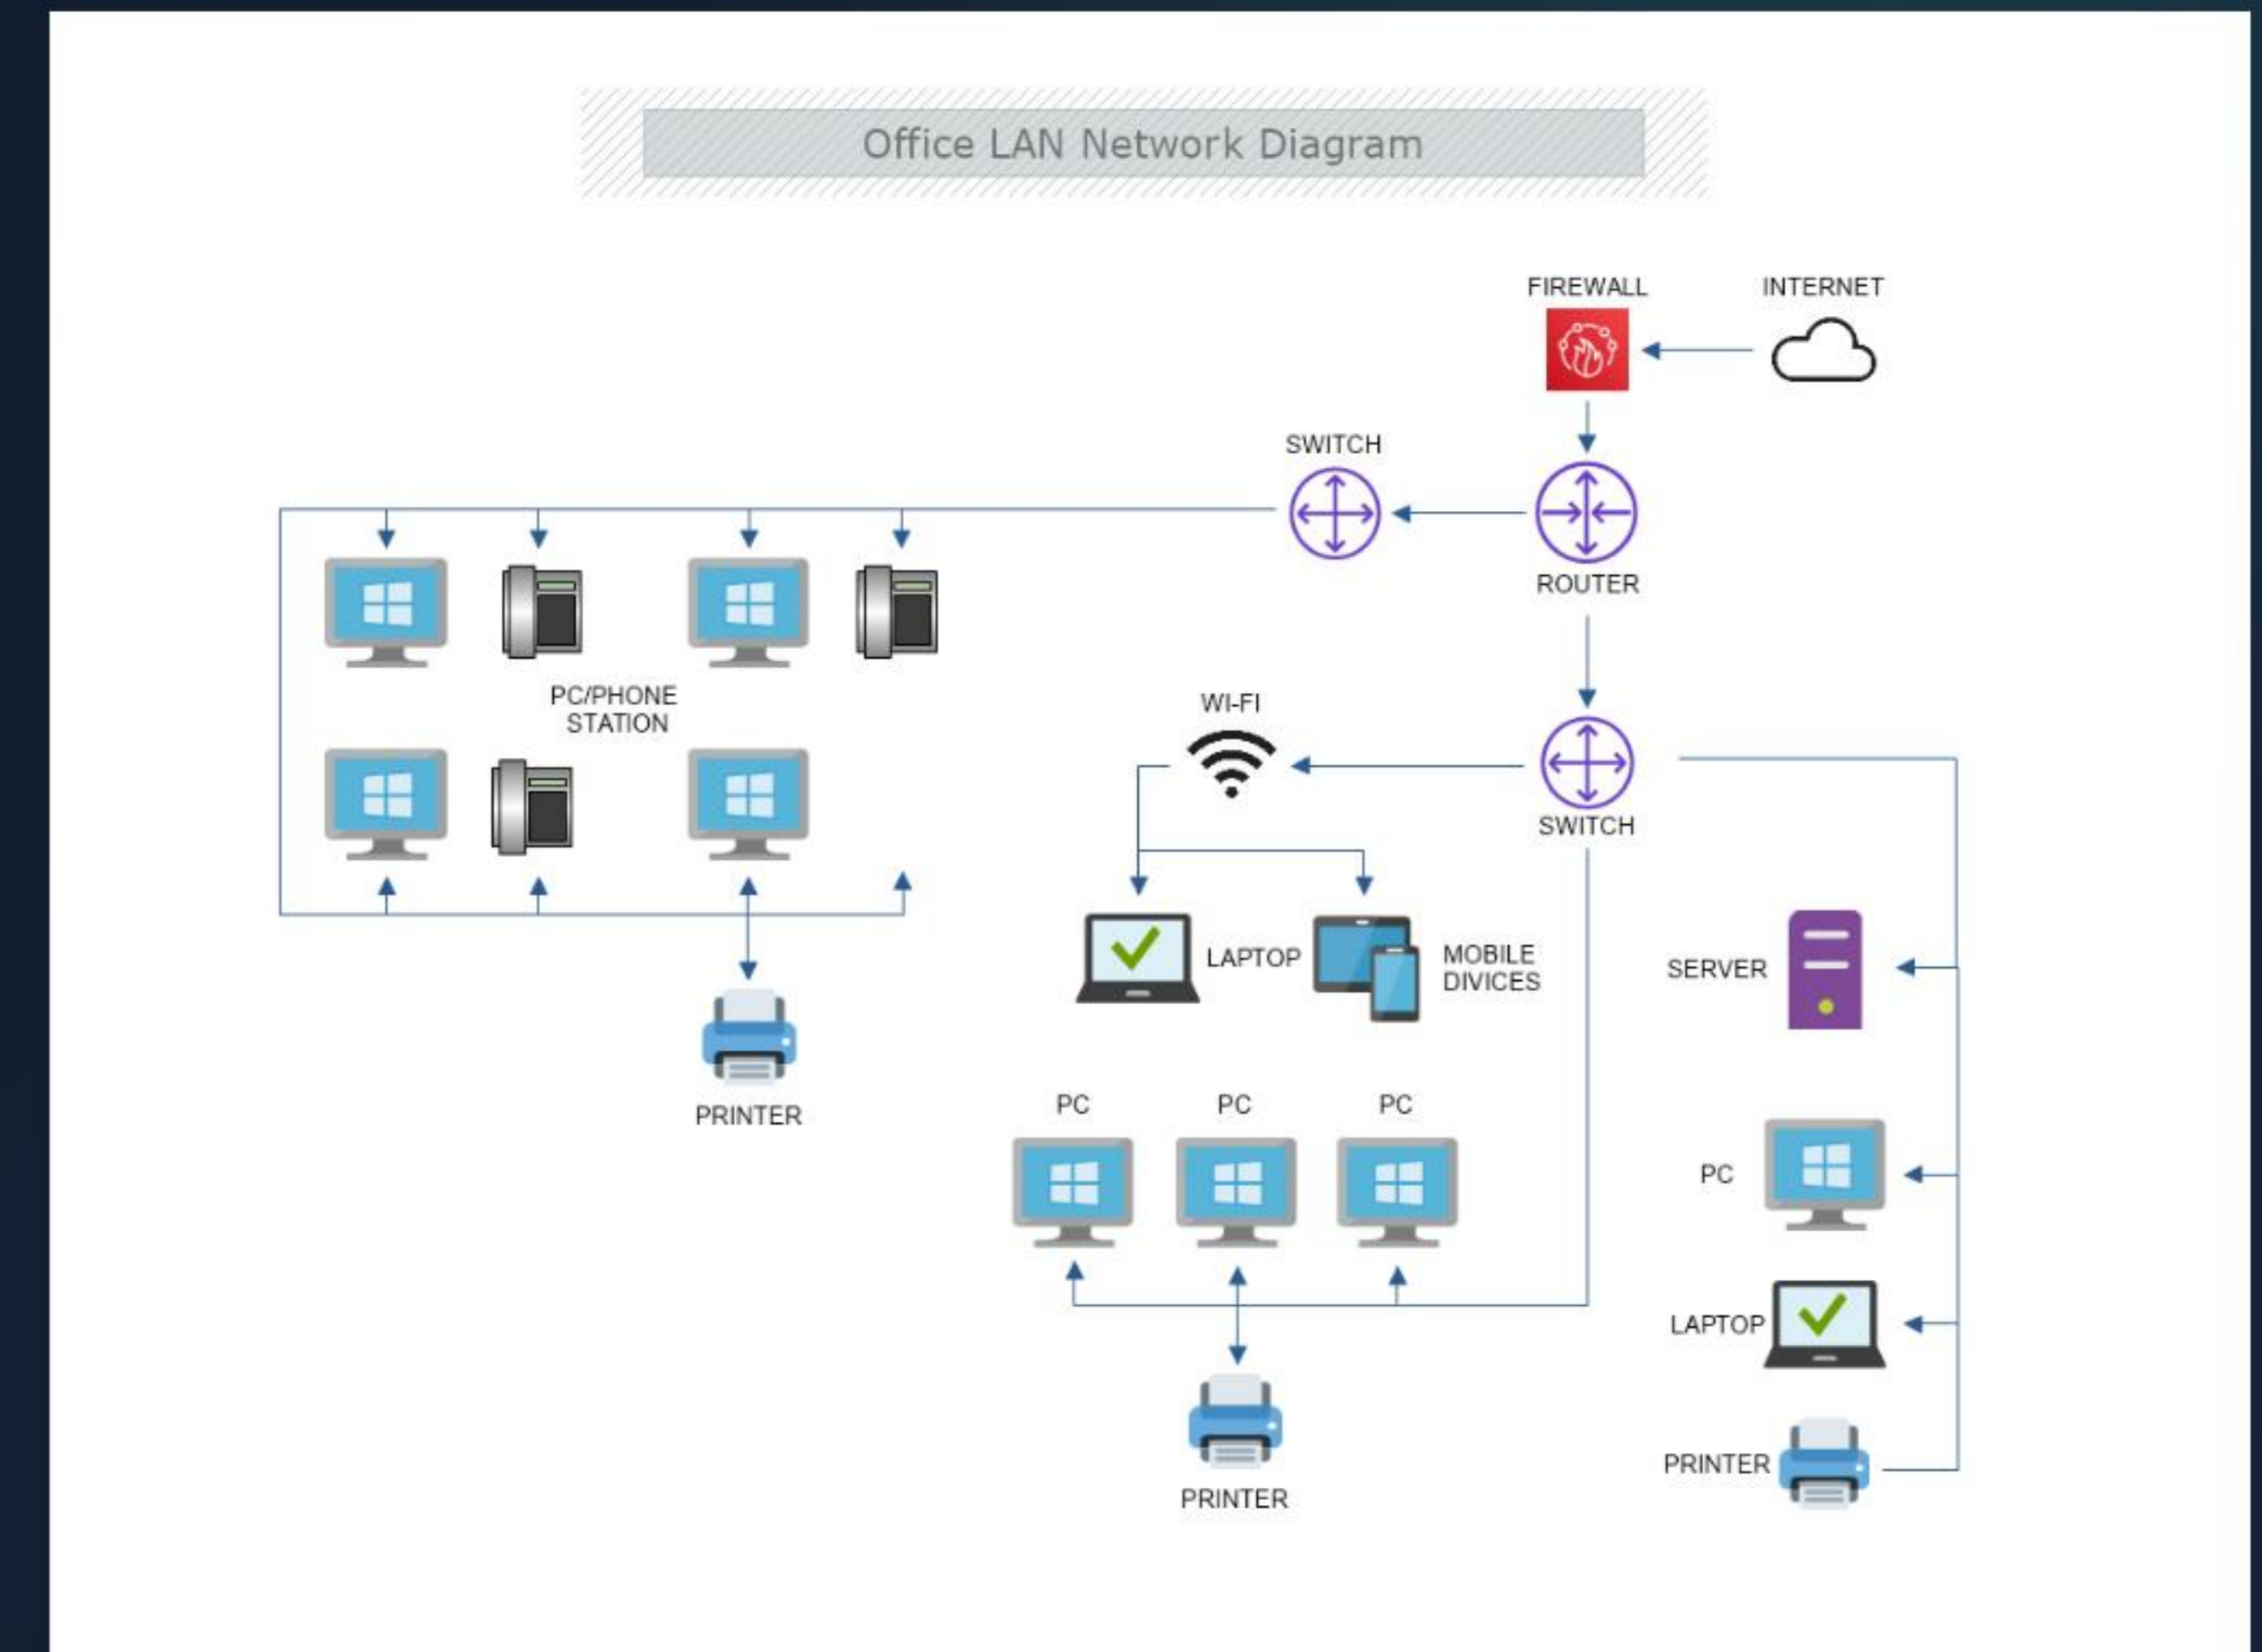 Office LAN Network Diagram
FIREWALL
INTERNET
SWITCH
ROUTER
PC/PHONE
STATION
WI-FI
SWITCH
LAPTOP
MOBILE
DIVICES
SERVER
PRINTER
PC
PC
PC
PC
LAPTOP
PRINTER
PRINTER